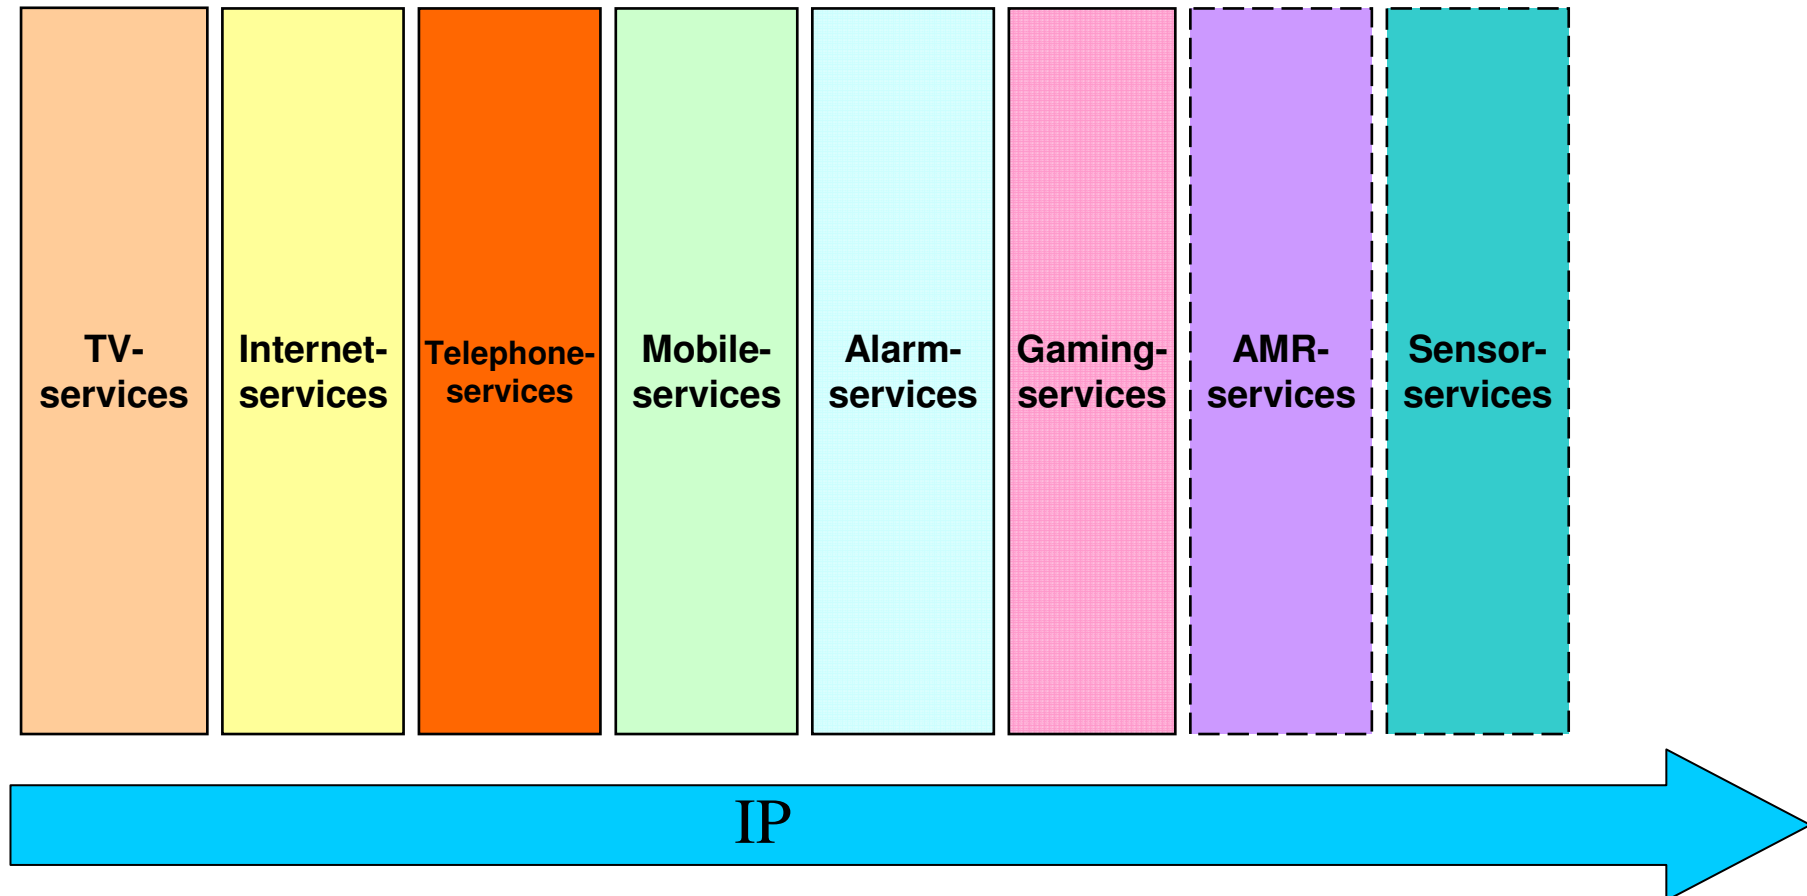 TV-
services
Internet-
services
Telephone-
services
Mobile-
services
Alarm-
services
Gaming-
services
AMR-
services
Sensor-
services
IP